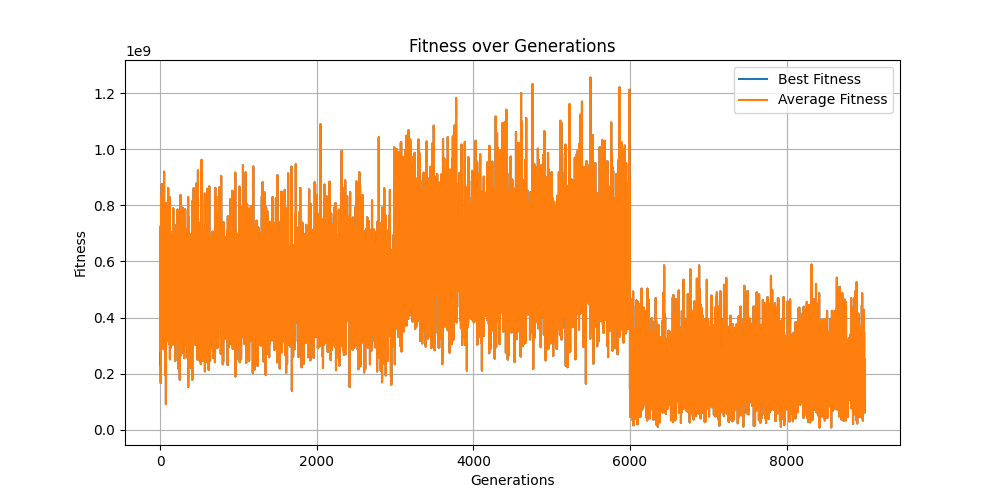 Fitness over Generations
1e9
Best Fitness
Average Fitness
1.2
1.0
0.8
0.6
0.4
0.2
0.0
Fitness
0 2000 4000 6000 8000
Generations